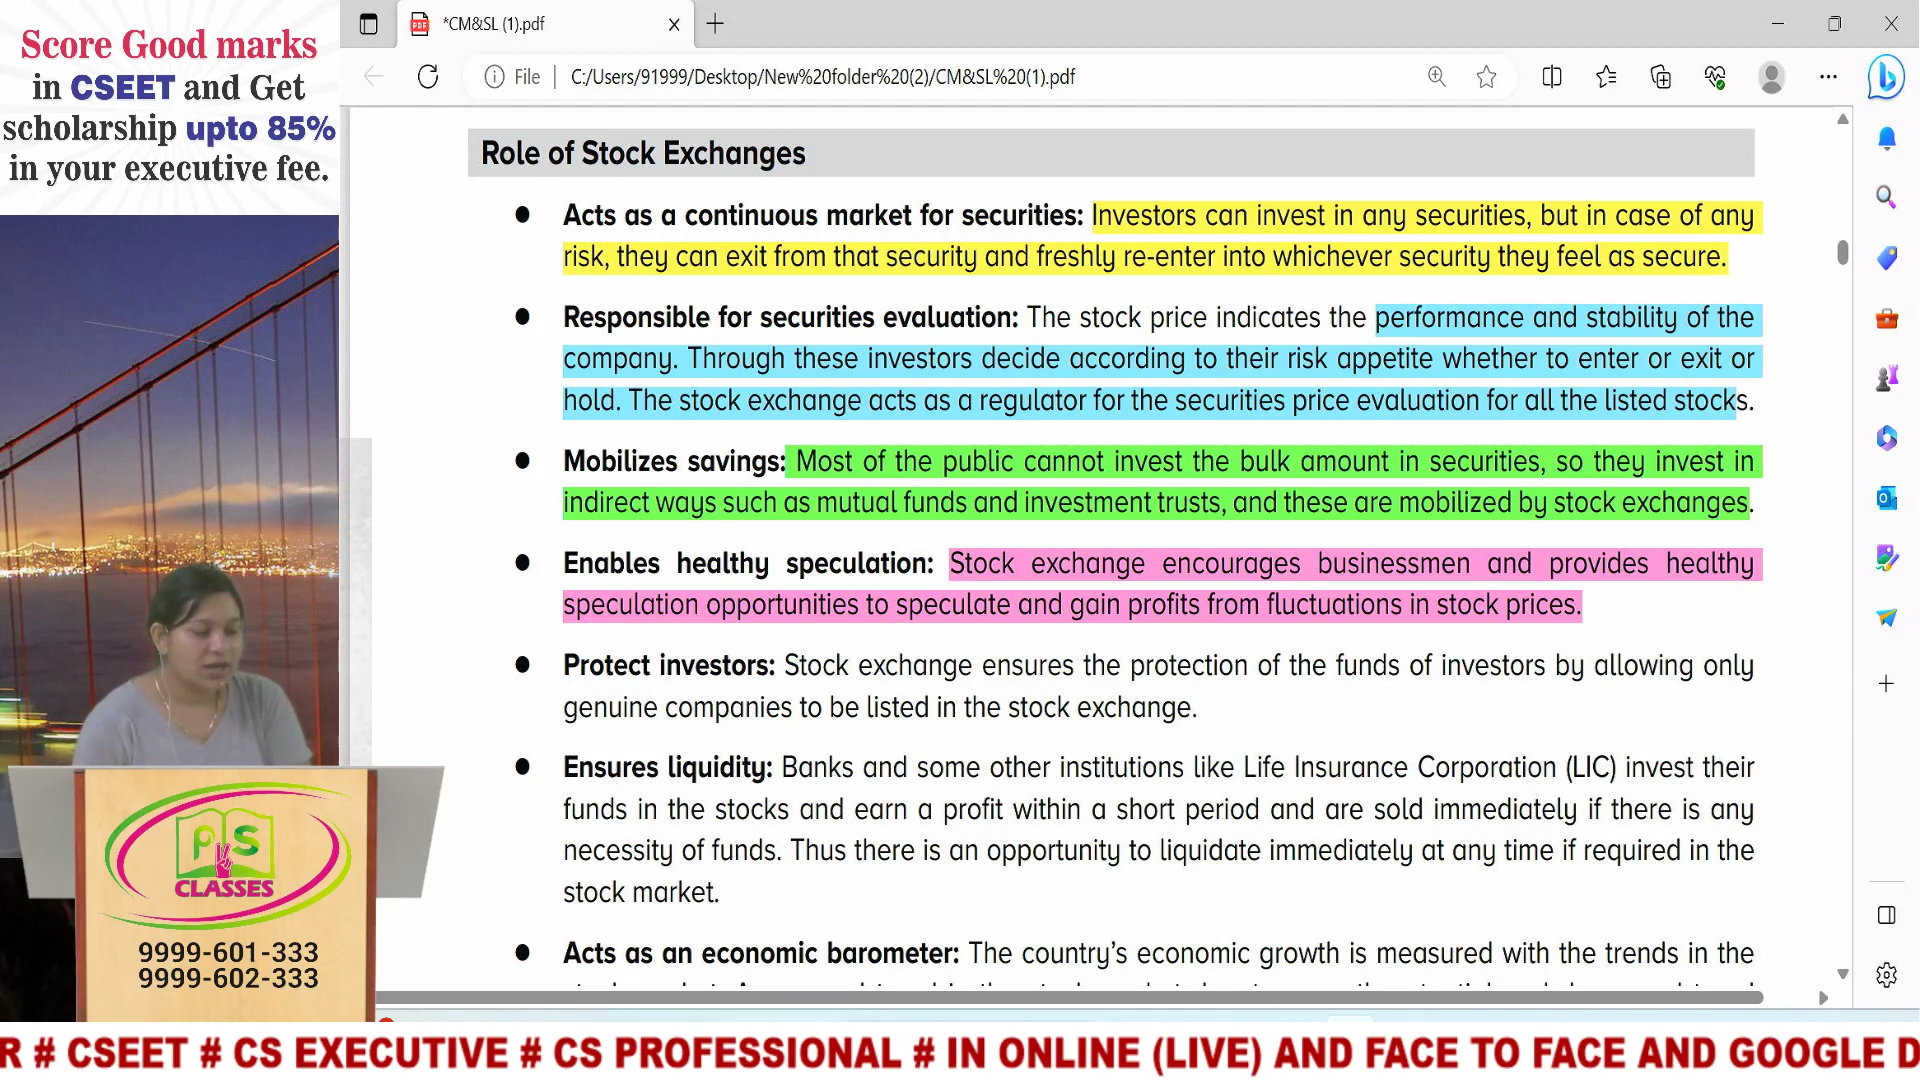 Score Good marks
in CSEET and Get
scholarship upto 85%
in your executive fee.
*CM&SL (1).pdf
File
C:/Users/91999/Desktop/New%20folder%20(2)/CM&SL%20(1).pdf
Role of Stock Exchanges
● Acts as a continuous market for securities: Investors can invest in any securities, but in case of any
risk, they can exit from that security and freshly re-enter into whichever security they feel as secure.
● Responsible for securities evaluation: The stock price indicates the performance and stability of the
company. Through these investors decide according to their risk appetite whether to enter or exit or
hold. The stock exchange acts as a regulator for the securities price evaluation for all the listed stocks.
● Mobilizes savings: Most of the public cannot invest the bulk amount in securities, so they invest in
indirect ways such as mutual funds and investment trusts, and these are mobilized by stock exchanges.
● Enables healthy speculation: Stock exchange encourages businessmen and provides healthy
speculation opportunities to speculate and gain profits from fluctuations in stock prices.
● Protect investors: Stock exchange ensures the protection of the funds of investors by allowing only
genuine companies to be listed in the stock exchange.
● Ensures liquidity: Banks and some other institutions like Life Insurance Corporation (LIC) invest their
funds in the stocks and earn a profit within a short period and are sold immediately if there is any
necessity of funds. Thus there is an opportunity to liquidate immediately at any time if required in the
stock market.
● Acts as an economic barometer: The country's economic growth is measured with the trends in the
PS
CLASSES
9999-601-333
9999-602-333
R # CSEET # CS EXECUTIVE # CS PROFESSIONAL # IN ONLINE (LIVE) AND FACE TO FACE AND GOOGLE D